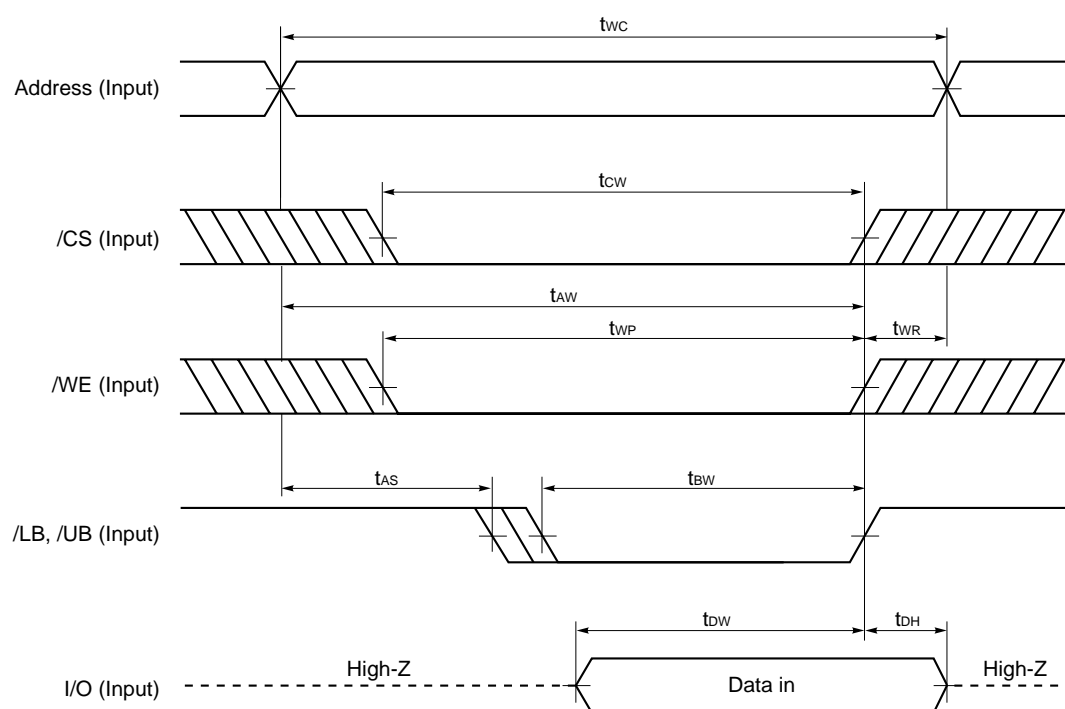 tWC
Address (Input)
tCW
/CS (Input)
tAW
tWP
tWR
/WE (Input)
tAS
tBW
/LB, /UB (Input)
tDW
tDH
High-Z
High-Z
I/O (Input)
Data in